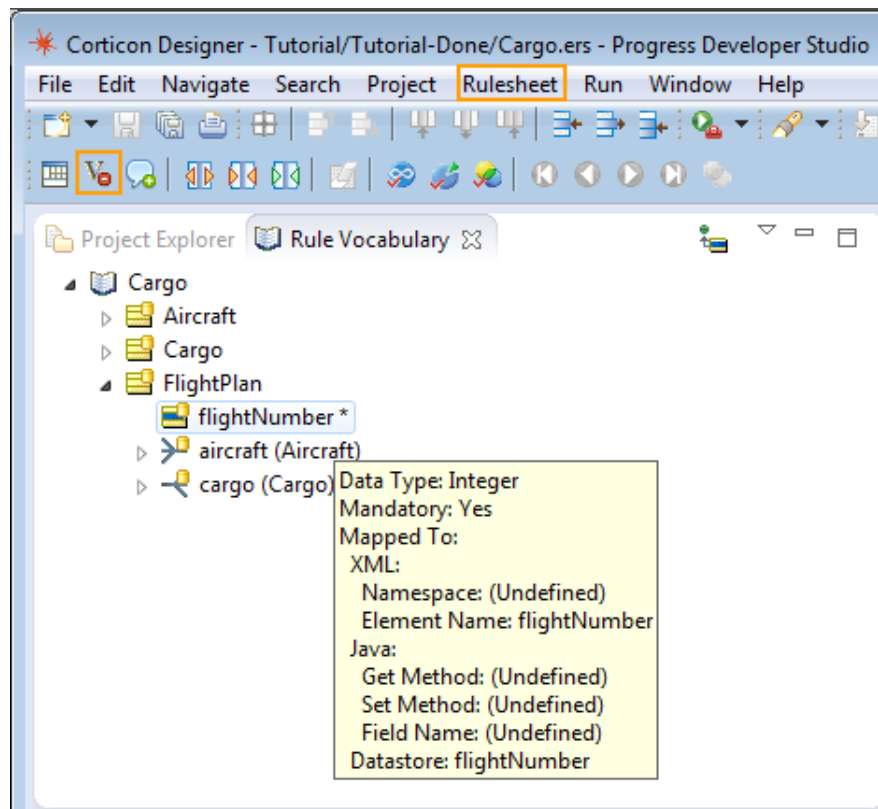 Corticon Designer - Tutorial/Tutorial-Done/Cargo.ers - Progress Developer Studio
File Edit Navigate Search Project Rulesheet Run Window Help
Project Explorer Rule Vocabulary
Cargo
Aircraft
Cargo
FlightPlan
flightNumber *
aircraft (Aircraft)
cargo (Cargo)
Data Type: Integer
Mandatory: Yes
Mapped To:
XML:
Namespace: (Undefined)
Element Name: flightNumber
Java:
Get Method: (Undefined)
Set Method: (Undefined)
Field Name: (Undefined)
Datastore: flightNumber